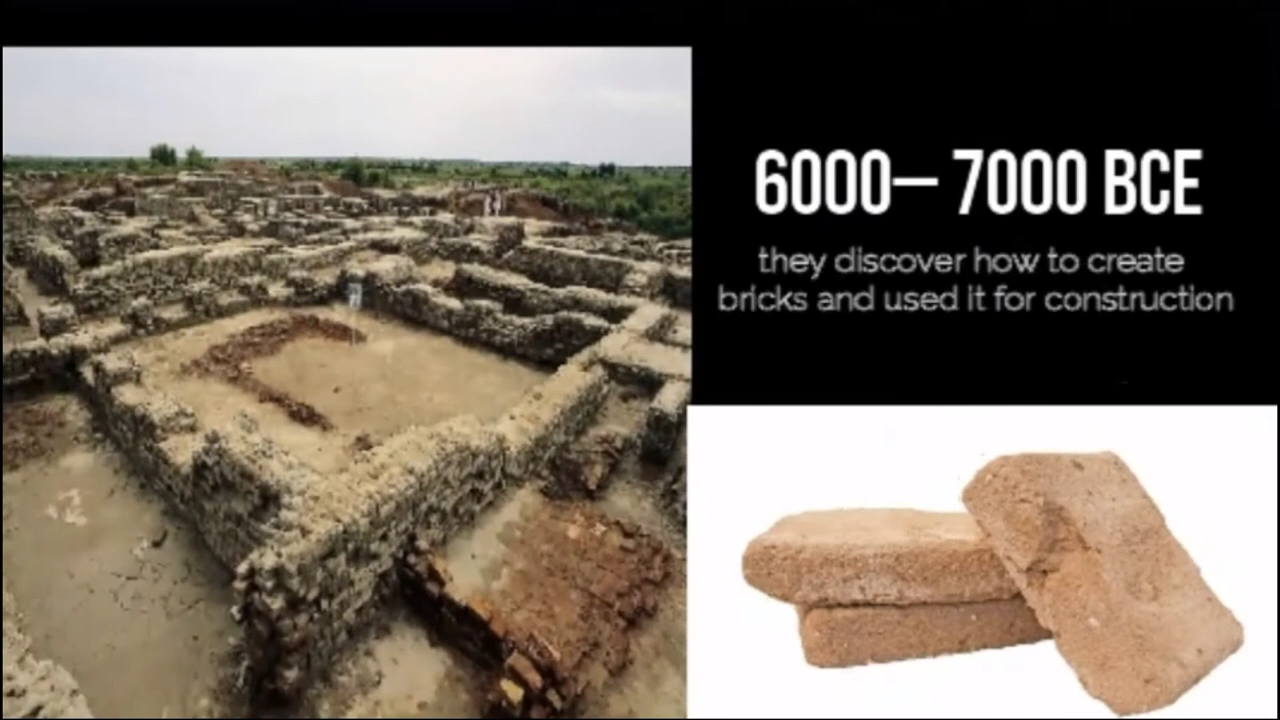 6000— 7000 BCE
they discover how to create
bricks and used it for construction